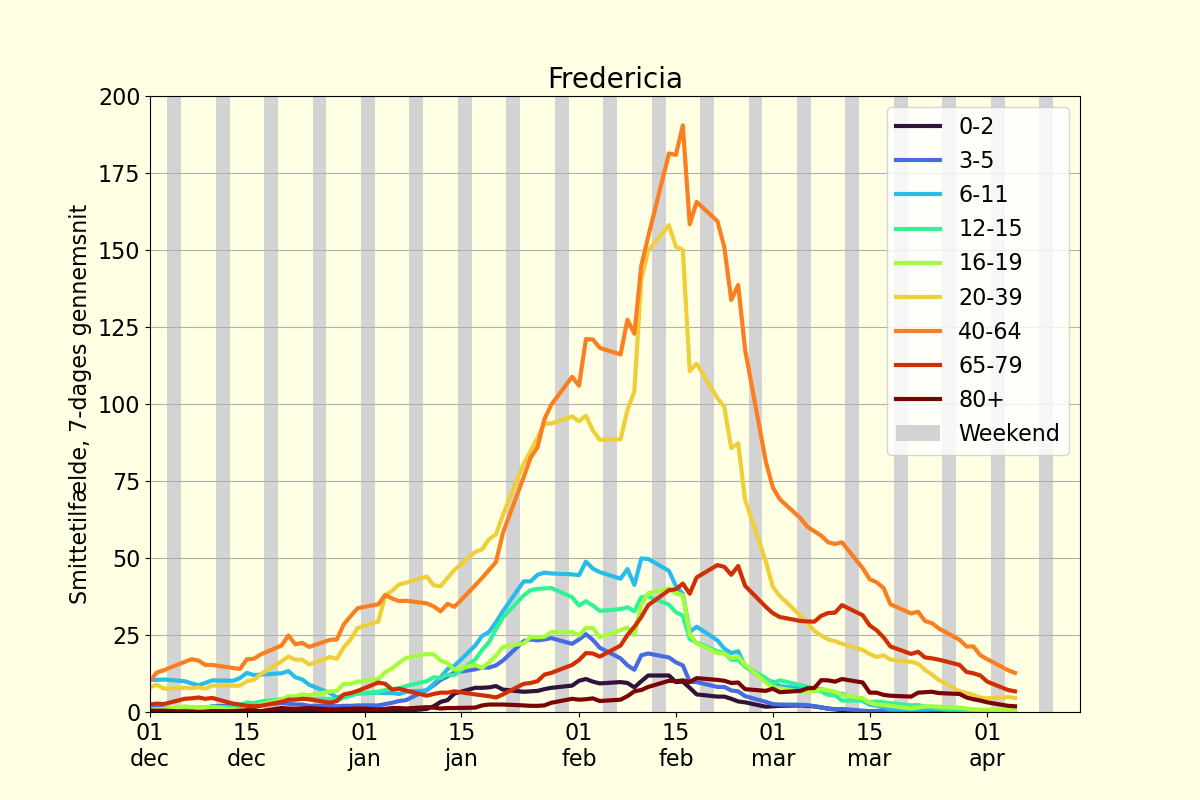 Fredericia
Smittetilfælde, 7-dages gennemsnit
200
175
150
125
100
75
50
25
0
01 dec
15 dec
01 jan
15 jan
01 feb
15 feb
01 mar
15 mar
01 apr
0-2
3-5
6-11
12-15
16-19
20-39
40-64
65-79
80+
Weekend